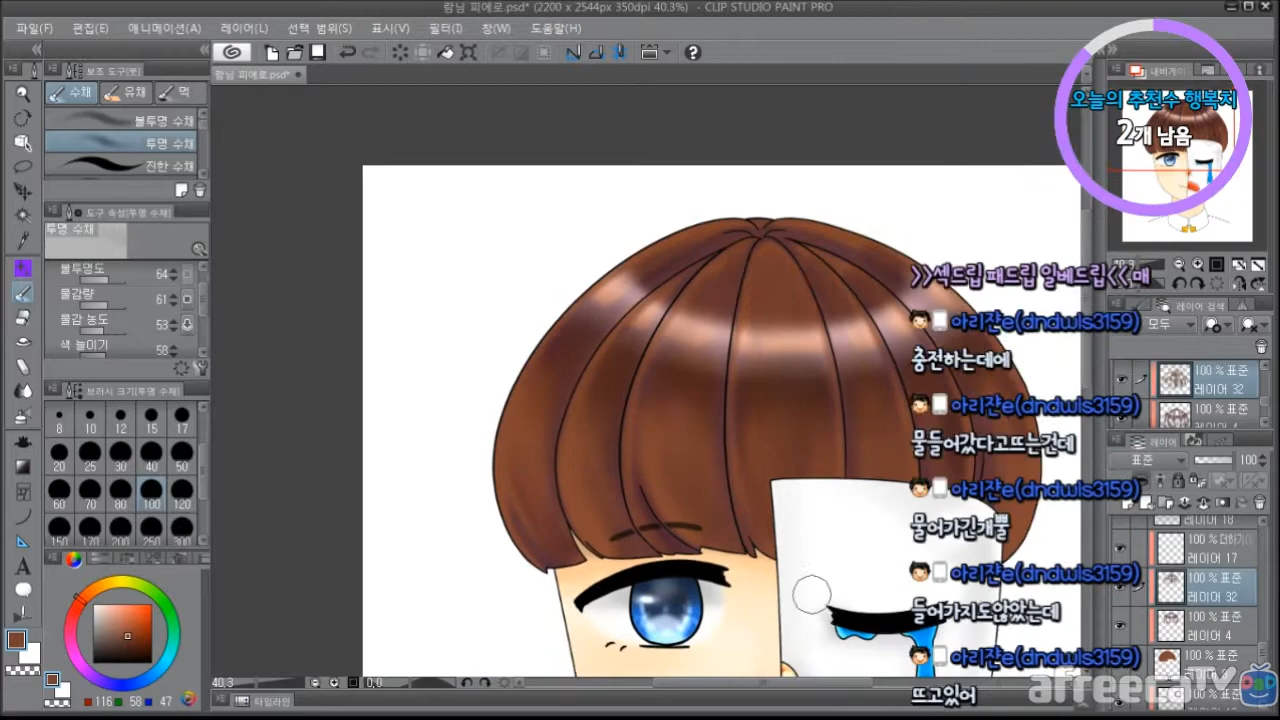 람님 피에로.psd* (2200 x 2544px 350dpi 40.3%) - CLIP STUDIO PAINT PRO
파일(F) 편집(E) 애니메이션(A) 레이어(L) 선택 범위(S) 표시(V) 필터(I) 창(W) 도움말(H)
람님 피에로.psd*
보조 도구[붓]
수채 유채 먹
불투명 수채
투명 수채
진한 수채
도구 속성[투명 수채]
투명 수채
불투명도 64
물감량 61
물감 농도 53
색 늘이기 58
브러시 크기[투명 수채]
8 10 12 15 17
20 25 30 40 50
60 70 80 100 120
150 170 200 250 300
116 58 47
내비게이
오늘의 추천수 행복치
2개 남음
40.3
레이어 검색
모두
100 % 표준
레이어 32
100 % 표준
레이어 4
레이어
표준 100
레이어 18
100 % 더하기(
레이어 17
100 % 표준
레이어 32
100 % 표준
레이어 4
100 % 표준
>>섹드립 패드립 일베드립<< 매
아리쟌e(dndwls3159)
충전하는데에
아리쟌e(dndwls3159)
물들어갔다고뜨는건데
아리쟌e(dndwls3159)
물어가긴개뿔
아리쟌e(dndwls3159)
들어가지도않았는데
아리쟌e(dndwls3159)
뜨고있어
40.3 0,0
타임라인
afreecaTV